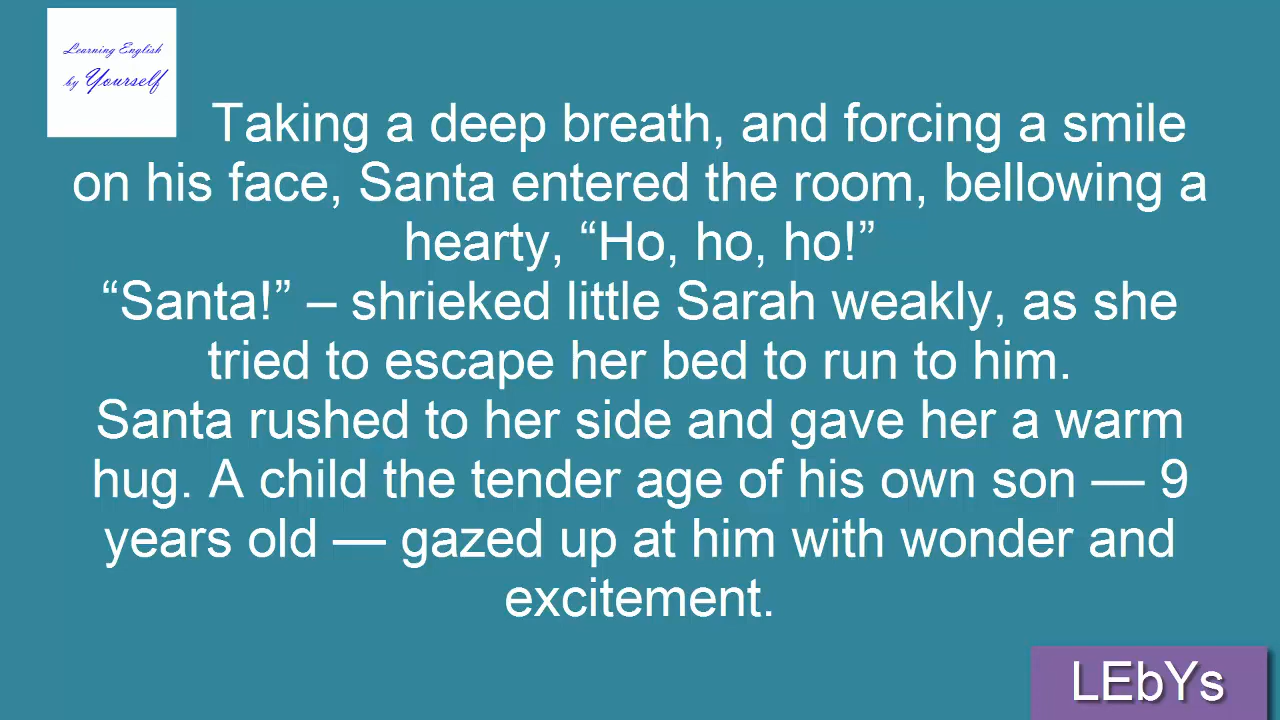 Learning English
by Yourself
Taking a deep breath, and forcing a smile
on his face, Santa entered the room, bellowing a
hearty, “Ho, ho, ho!”
“Santa!” – shrieked little Sarah weakly, as she
tried to escape her bed to run to him.
Santa rushed to her side and gave her a warm
hug. A child the tender age of his own son — 9
years old — gazed up at him with wonder and
excitement.
LEbYs